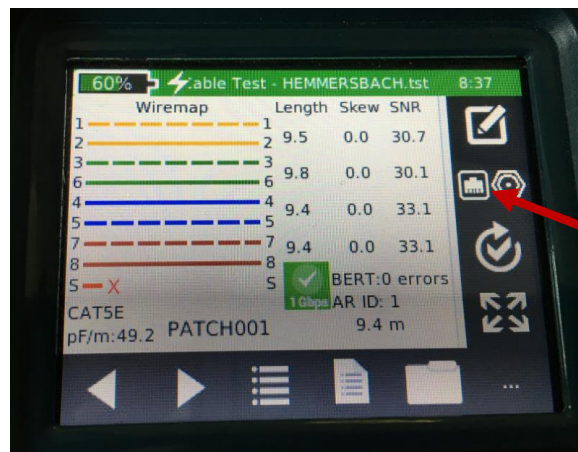 60% able Test - HEMMERSBACH.tst 8:37
Wiremap Length Skew SNR
1 1
2 2 9.5 0.0 30.7
3 3
6 6 9.8 0.0 30.1
4 4
5 5 9.4 0.0 33.1
7 7
8 8 9.4 0.0 33.1
S X S
1 Gbps BERT:0 errors
CAT5E AR ID: 1
pF/m:49.2 PATCH001 9.4 m
...